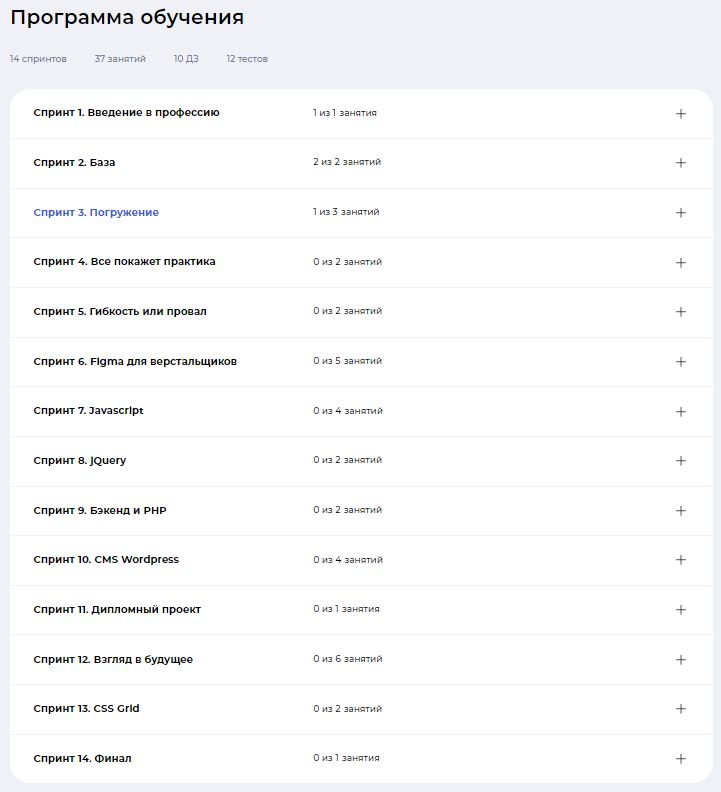 Программа обучения
14 спринтов 37 занятий 10 ДЗ 12 тестов
Спринт 1. Введение в профессию 1 из 1 занятия
Спринт 2. База 2 из 2 занятий
Спринт 3. Погружение 1 из 3 занятий
Спринт 4. Все покажет практика 0 из 2 занятий
Спринт 5. Гибкость или провал 0 из 2 занятий
Спринт 6. Figma для верстальщиков 0 из 5 занятий
Спринт 7. Javascript 0 из 4 занятий
Спринт 8. jQuery 0 из 2 занятий
Спринт 9. Бэкенд и PHP 0 из 2 занятий
Спринт 10. CMS Wordpress 0 из 4 занятий
Спринт 11. Дипломный проект 0 из 1 занятия
Спринт 12. Взгляд в будущее 0 из 6 занятий
Спринт 13. CSS Grid 0 из 2 занятий
Спринт 14. Финал 0 из 1 занятия